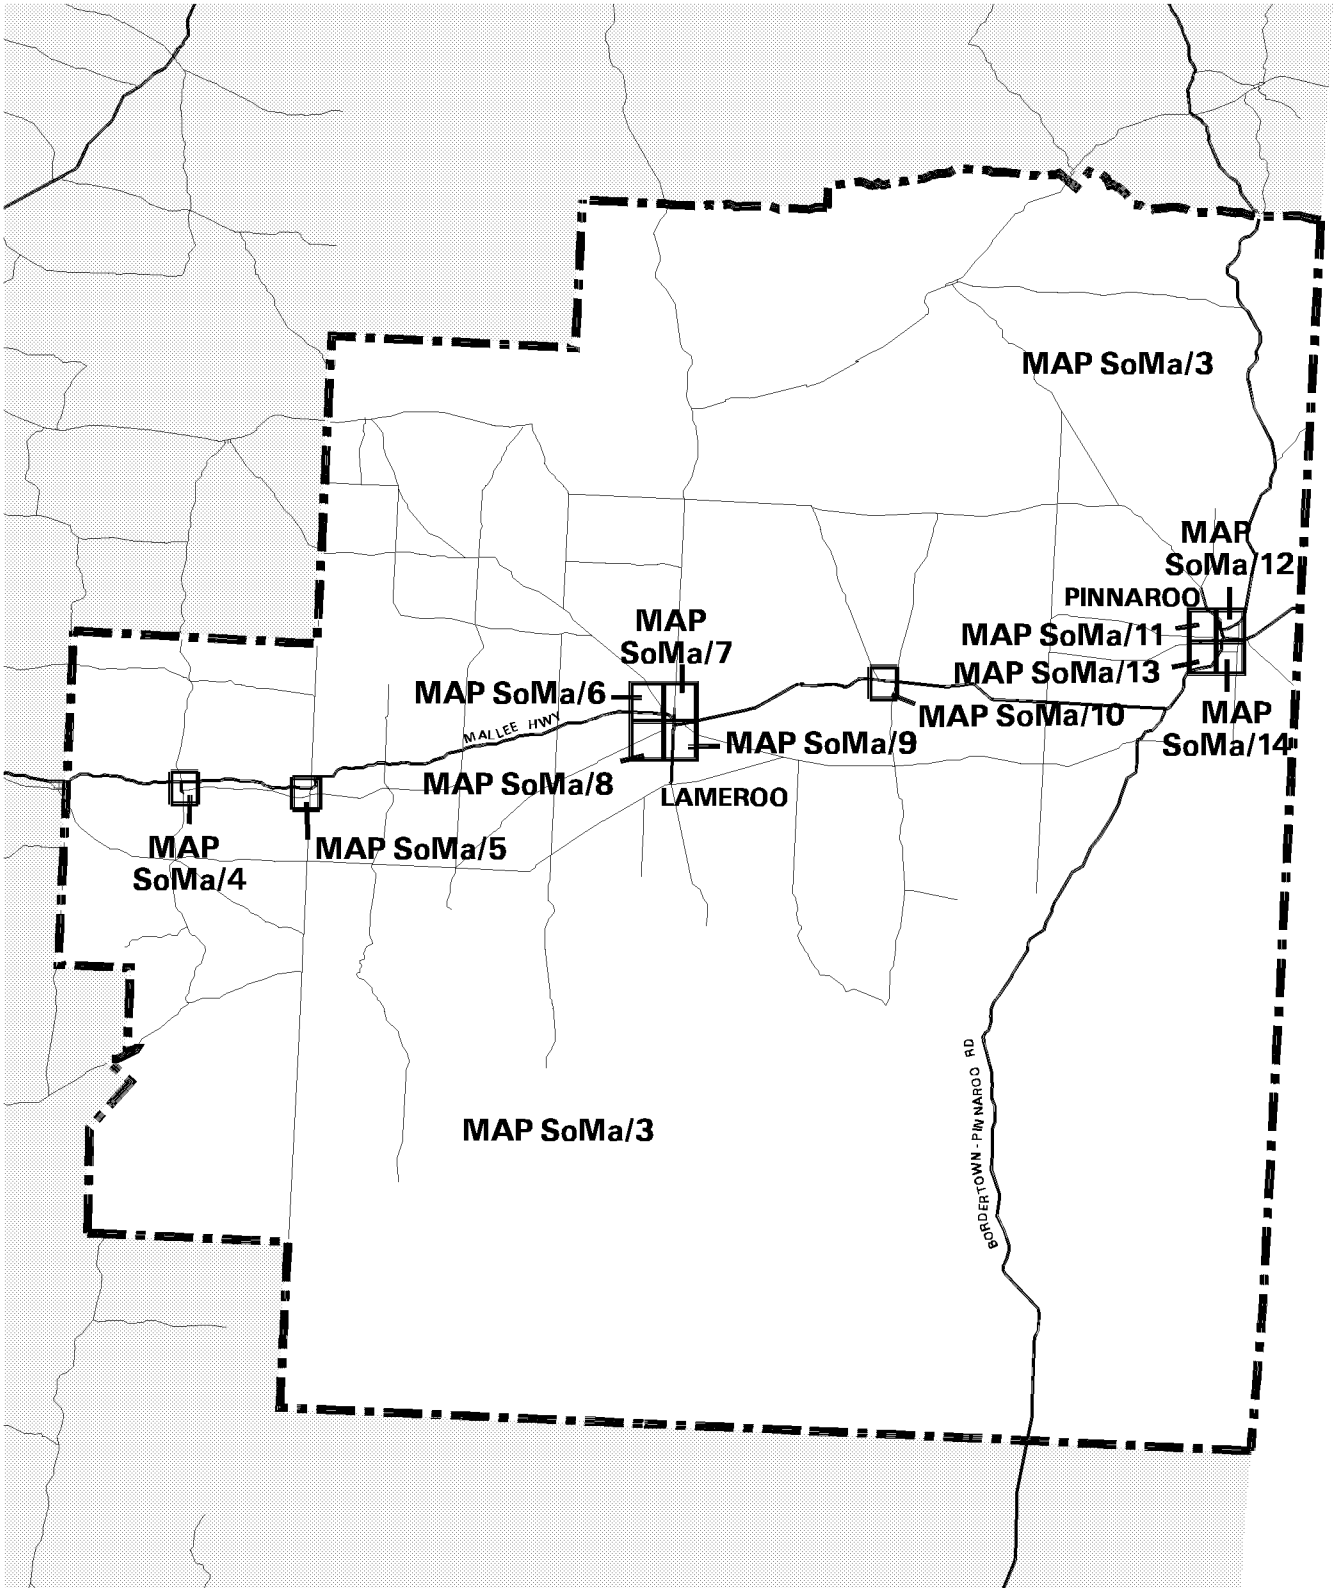 MAP SoMa/3
MAP
SoMa/12
PINNAROO
MAP
SoMa/7
MAP SoMa/11
MAP SoMa/13
MAP SoMa/6
MAP SoMa/10
MAP
SoMa/14
MALLEE HWY
MAP SoMa/9
MAP SoMa/8
LAMEROO
MAP
SoMa/4
MAP SoMa/5
BORDERTOWN-PINNAROO RD
MAP SoMa/3